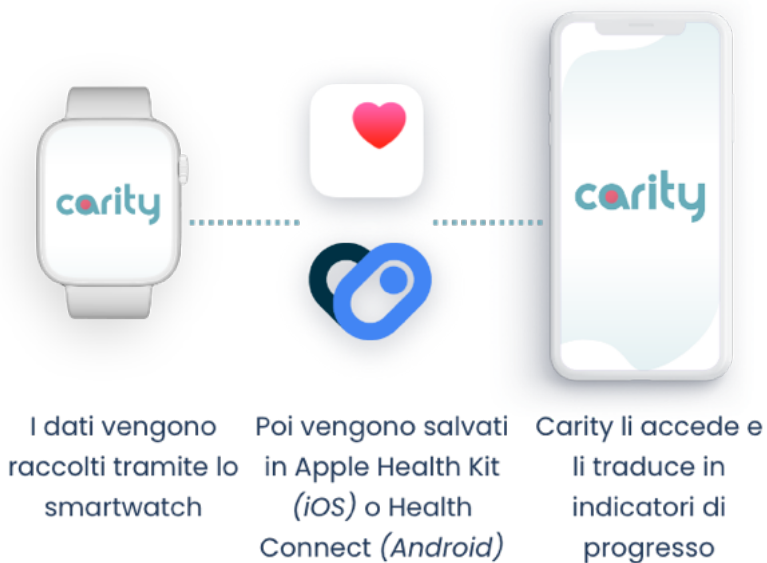 carity
carity
I dati vengono
raccolti tramite lo
smartwatch
Poi vengono salvati
in Apple Health Kit
(iOS) o Health
Connect (Android)
Carity li accede e
li traduce in
indicatori di
progresso